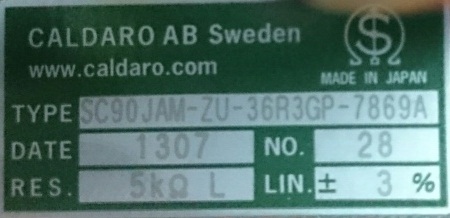 CALDARO AB Sweden
www.caldaro.com
MADE IN JAPAN
TYPE SC90JAM-ZU-36R3GP-7869A
DATE 1307 NO. 28
RES. 5kΩ L LIN. ± 3 %